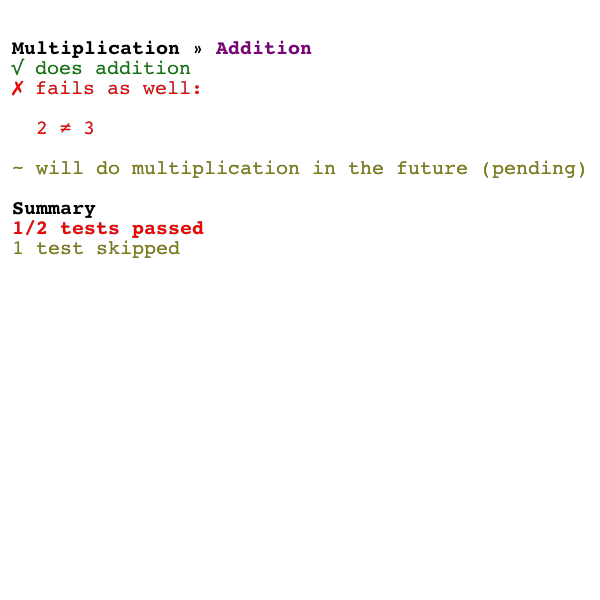 Multiplication » Addition
√ does addition
✗ fails as well:
2 ≠ 3
~ will do multiplication in the future (pending)
Summary
1/2 tests passed
1 test skipped